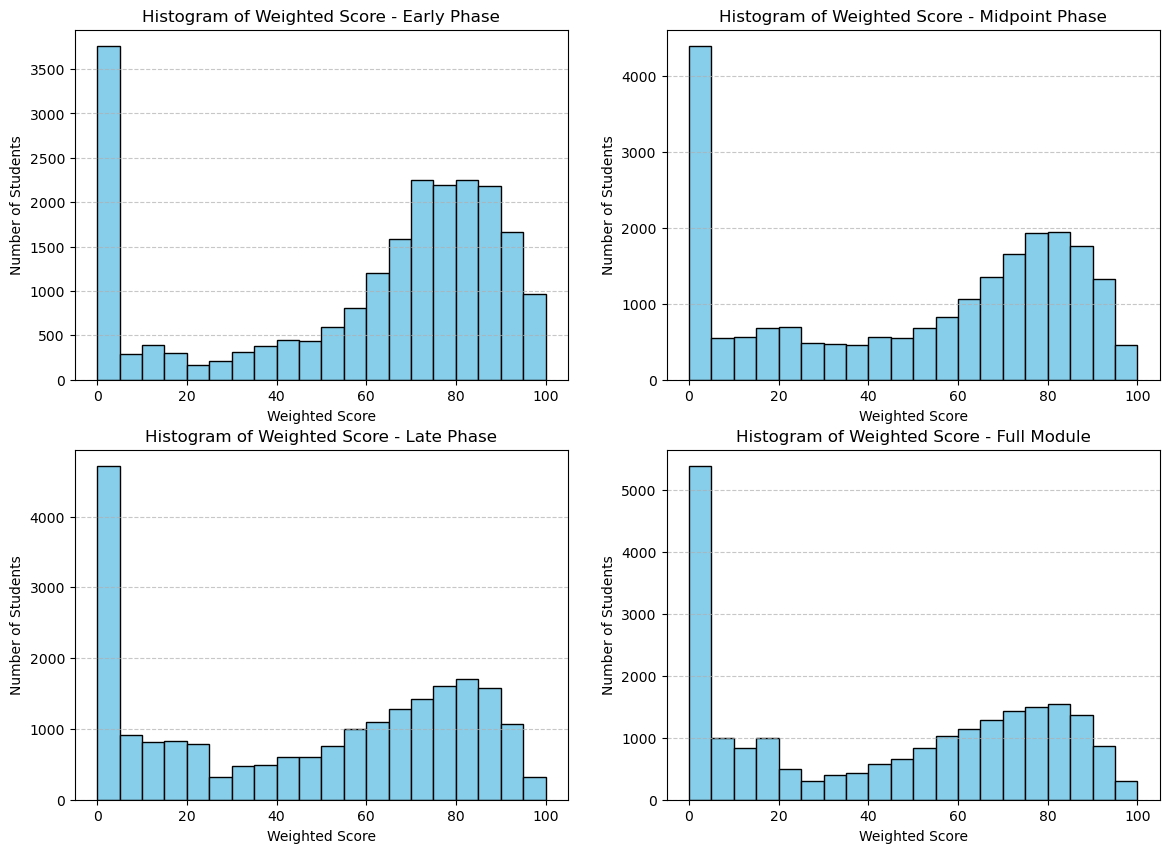 Histogram of Weighted Score - Early Phase
Number of Students
3500
3000
2500
2000
1500
1000
500
0
0 20 40 60 80 100
Weighted Score
Histogram of Weighted Score - Midpoint Phase
Number of Students
4000
3000
2000
1000
0
0 20 40 60 80 100
Weighted Score
Histogram of Weighted Score - Late Phase
Number of Students
4000
3000
2000
1000
0
0 20 40 60 80 100
Weighted Score
Histogram of Weighted Score - Full Module
Number of Students
5000
4000
3000
2000
1000
0
0 20 40 60 80 100
Weighted Score